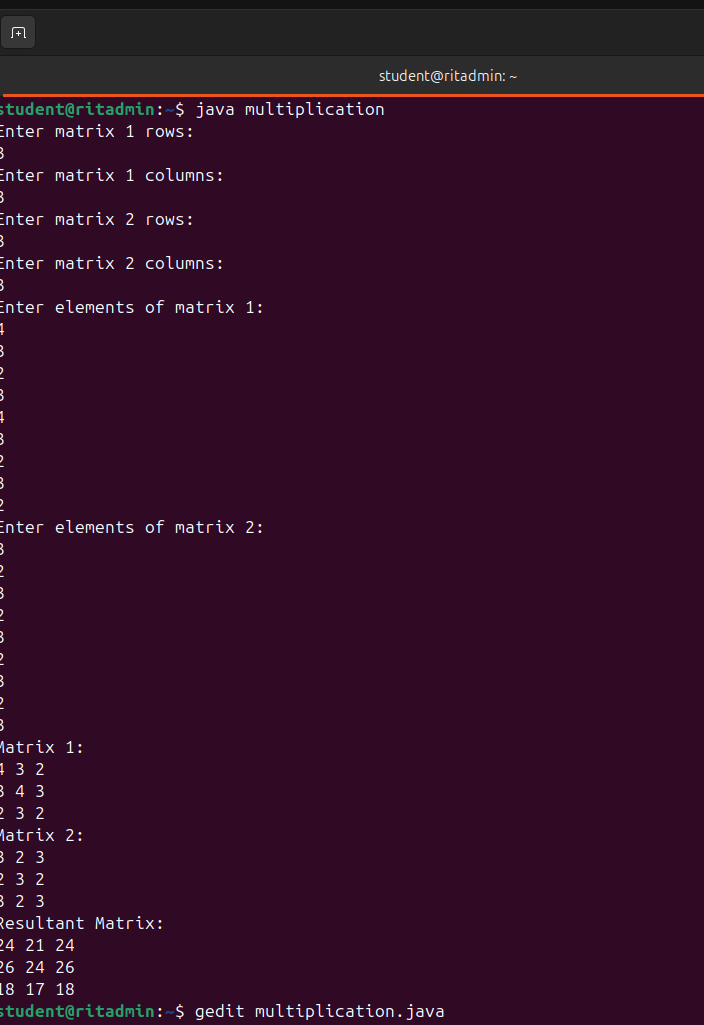 student@ritadmin: ~
student@ritadmin:~$ java multiplication
Enter matrix 1 rows:
3
Enter matrix 1 columns:
3
Enter matrix 2 rows:
3
Enter matrix 2 columns:
3
Enter elements of matrix 1:
4
3
2
3
4
3
2
3
2
Enter elements of matrix 2:
3
2
3
2
3
2
3
2
3
Matrix 1:
4 3 2
3 4 3
2 3 2
Matrix 2:
3 2 3
2 3 2
3 2 3
Resultant Matrix:
24 21 24
26 24 26
18 17 18
student@ritadmin:~$ gedit multiplication.java